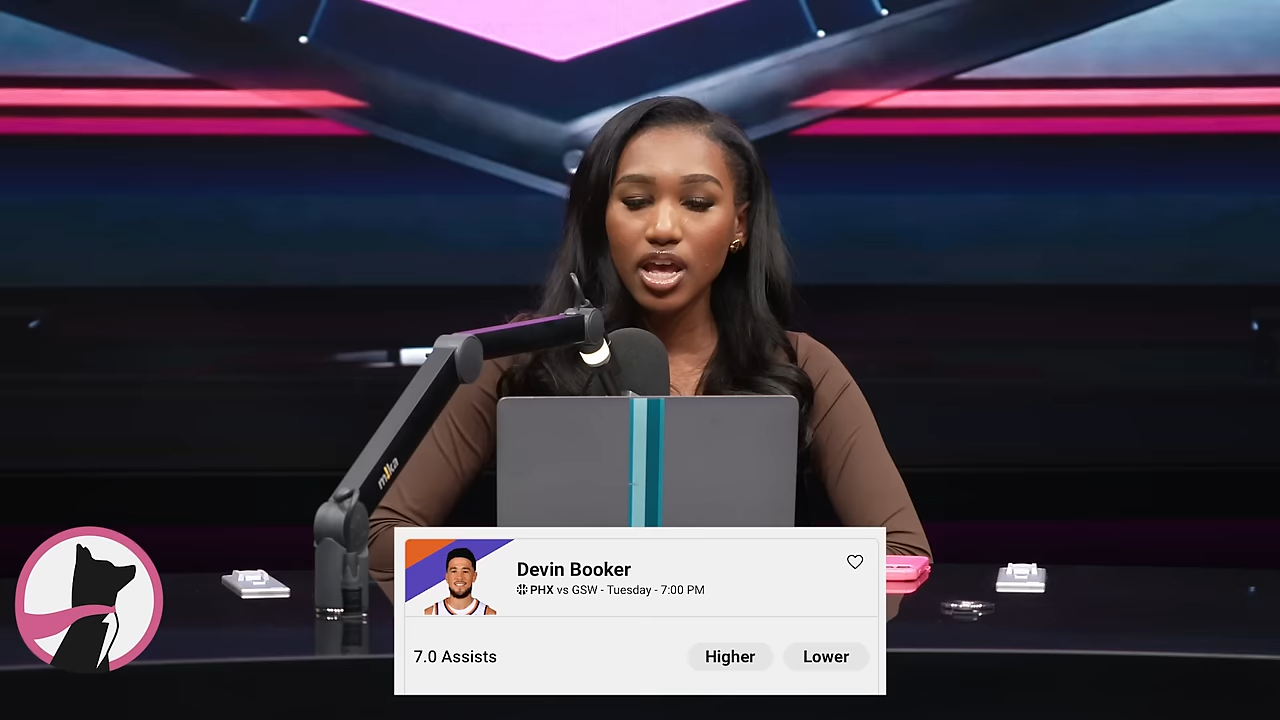 mika
Devin Booker
PHX vs GSW - Tuesday - 7:00 PM
7.0 Assists
Higher
Lower